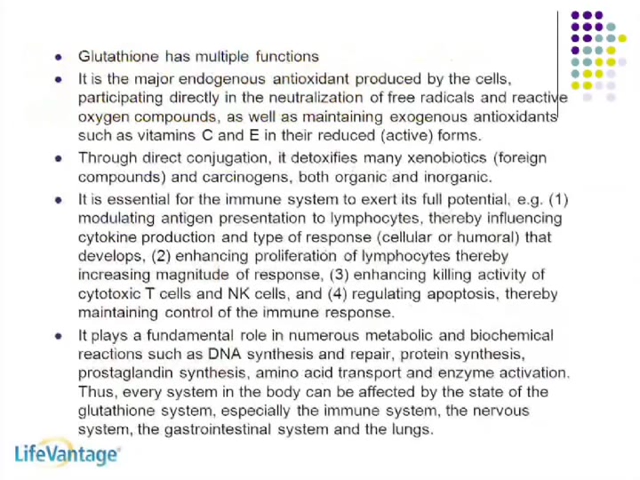 Glutathione has multiple functions
It is the major endogenous antioxidant produced by the cells,
participating directly in the neutralization of free radicals and reactive
oxygen compounds, as well as maintaining exogenous antioxidants
such as vitamins C and E in their reduced (active) forms.
Through direct conjugation, it detoxifies many xenobiotics (foreign
compounds) and carcinogens, both organic and inorganic.
It is essential for the immune system to exert its full potential, e.g. (1)
modulating antigen presentation to lymphocytes, thereby influencing
cytokine production and type of response (cellular or humoral) that
develops, (2) enhancing proliferation of lymphocytes thereby
increasing magnitude of response, (3) enhancing killing activity of
cytotoxic T cells and NK cells, and (4) regulating apoptosis, thereby
maintaining control of the immune response.
It plays a fundamental role in numerous metabolic and biochemical
reactions such as DNA synthesis and repair, protein synthesis,
prostaglandin synthesis, amino acid transport and enzyme activation.
Thus, every system in the body can be affected by the state of the
glutathione system, especially the immune system, the nervous
system, the gastrointestinal system and the lungs.
LifeVantage